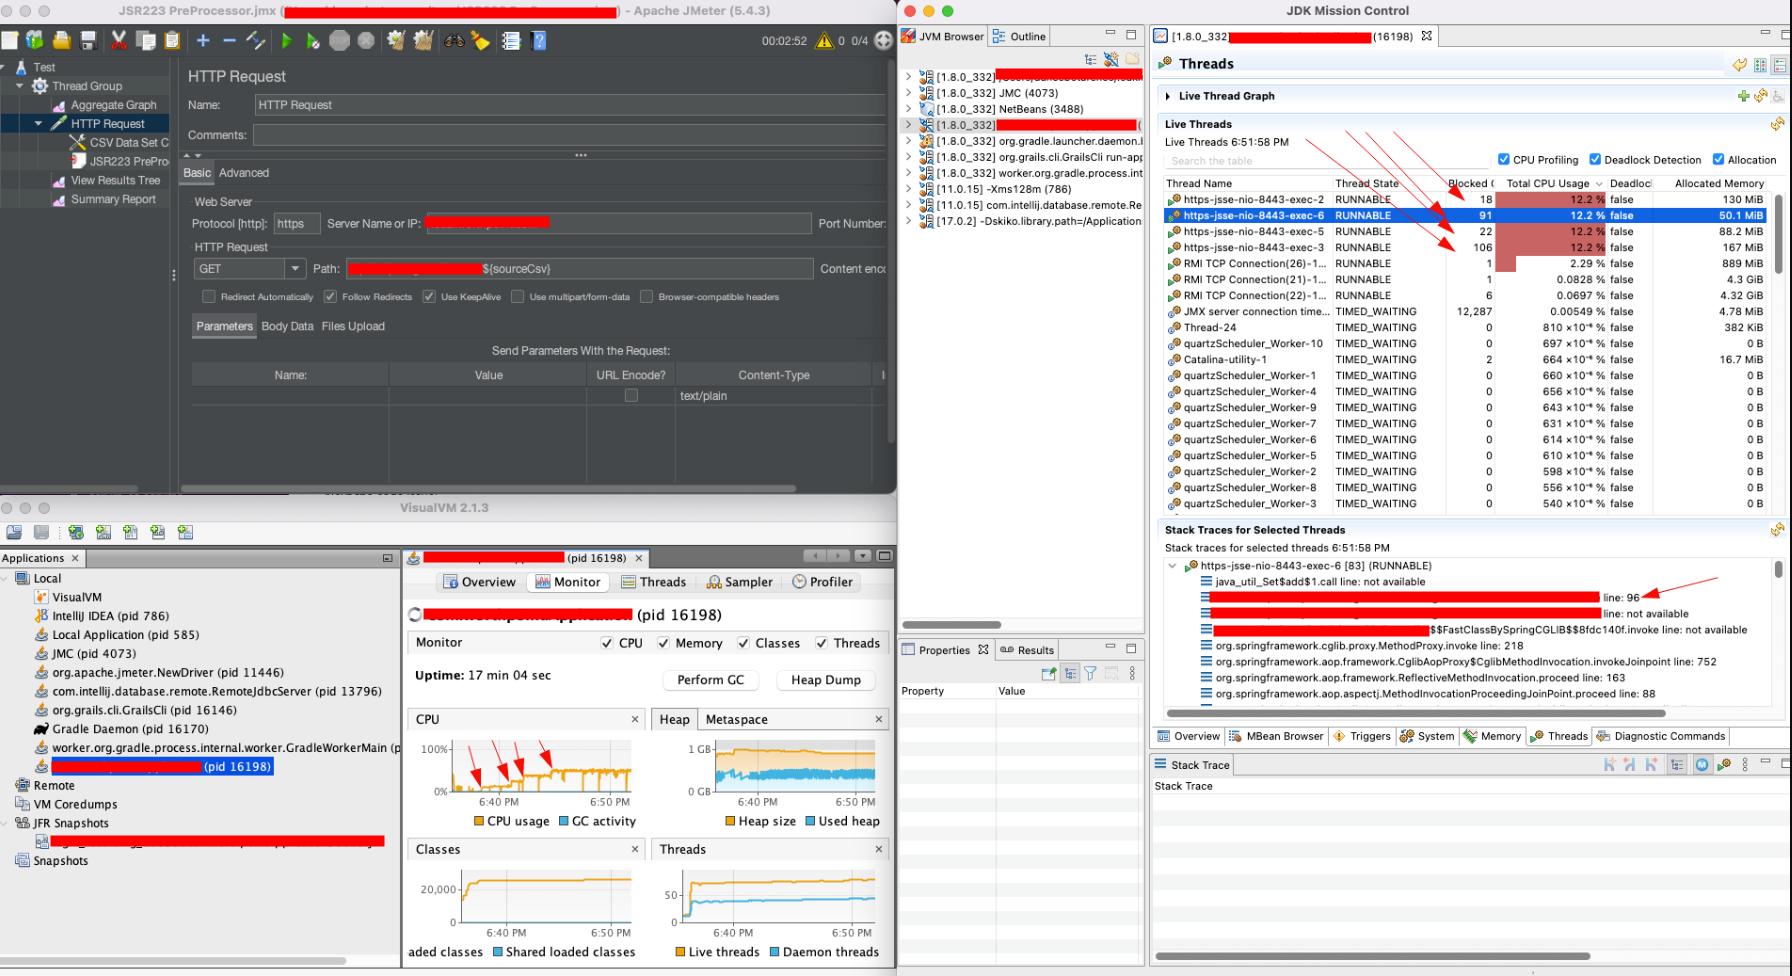 JSR223 PreProcessor.jmx (
) - Apache JMeter (5.4.3)
00:02:52
0 0/4
Test
Thread Group
Aggregate Graph
HTTP Request
CSV Data Set C
JSR223 PrePro
View Results Tree
Summary Report
HTTP Request
Name: HTTP Request
Comments:
Basic Advanced
Web Server
Protocol [http]: https Server Name or IP: Port Number:
HTTP Request
GET Path: ${sourceCsv} Content enco
Redirect Automatically Follow Redirects Use KeepAlive Use multipart/form-data Browser-compatible headers
Parameters Body Data Files Upload
Send Parameters With the Request:
Name: Value URL Encode? Content-Type
text/plain
VisualVM 2.1.3
Applications
Local
VisualVM
IntelliJ IDEA (pid 786)
Local Application (pid 585)
JMC (pid 4073)
org.apache.jmeter.NewDriver (pid 11446)
com.intellij.database.remote.RemoteJdbcServer (pid 13796)
org.grails.cli.GrailsCli (pid 16146)
Gradle Daemon (pid 16170)
worker.org.gradle.process.internal.worker.GradleWorkerMain (p
(pid 16198)
Remote
VM Coredumps
JFR Snapshots
Snapshots
(pid 16198)
Overview Monitor Threads Sampler Profiler
(pid 16198)
Monitor CPU Memory Classes Threads
Uptime: 17 min 04 sec Perform GC Heap Dump
CPU
100%
0%
6:40 PM 6:50 PM
CPU usage GC activity
Heap Metaspace
1 GB
0 GB
6:40 PM 6:50 PM
Heap size Used heap
Classes
20,000
0
6:40 PM 6:50 PM
aded classes Shared loaded classes
Threads
50
0
6:40 PM 6:50 PM
Live threads Daemon threads
JDK Mission Control
JVM Browser Outline
[1.8.0_332]
[1.8.0_332] JMC (4073)
[1.8.0_332] NetBeans (3488)
[1.8.0_332] (
[1.8.0_332] org.gradle.launcher.daemon.b
[1.8.0_332] org.grails.cli.GrailsCli run-app
[1.8.0_332] worker.org.gradle.process.int
[11.0.15] -Xms128m (786)
[11.0.15] com.intellij.database.remote.Re
[17.0.2] -Dskiko.library.path=/Application
Properties Results
Property Value
[1.8.0_332] (16198)
Threads
Live Thread Graph
Live Threads
Live Threads 6:51:58 PM
Search the table CPU Profiling Deadlock Detection Allocation
Thread Name Thread State Blocked C Total CPU Usage Deadloc Allocated Memory
https-jsse-nio-8443-exec-2 RUNNABLE 18 12.2 % false 130 MiB
https-jsse-nio-8443-exec-6 RUNNABLE 91 12.2 % false 50.1 MiB
https-jsse-nio-8443-exec-5 RUNNABLE 22 12.2 % false 88.2 MiB
https-jsse-nio-8443-exec-3 RUNNABLE 106 12.2 % false 167 MiB
RMI TCP Connection(26)-1... RUNNABLE 1 2.29 % false 889 MiB
RMI TCP Connection(21)-1... RUNNABLE 1 0.0828 % false 4.3 GiB
RMI TCP Connection(22)-1... RUNNABLE 6 0.0697 % false 4.32 GiB
JMX server connection time... TIMED_WAITING 12,287 0.00549 % false 4.78 MiB
Thread-24 TIMED_WAITING 0 810 ×10⁻⁶ % false 382 KiB
quartzScheduler_Worker-10 TIMED_WAITING 0 697 ×10⁻⁶ % false 0 B
Catalina-utility-1 TIMED_WAITING 2 664 ×10⁻⁶ % false 16.7 MiB
quartzScheduler_Worker-1 TIMED_WAITING 0 660 ×10⁻⁶ % false 0 B
quartzScheduler_Worker-4 TIMED_WAITING 0 656 ×10⁻⁶ % false 0 B
quartzScheduler_Worker-9 TIMED_WAITING 0 643 ×10⁻⁶ % false 0 B
quartzScheduler_Worker-7 TIMED_WAITING 0 631 ×10⁻⁶ % false 0 B
quartzScheduler_Worker-6 TIMED_WAITING 0 614 ×10⁻⁶ % false 0 B
quartzScheduler_Worker-5 TIMED_WAITING 0 610 ×10⁻⁶ % false 0 B
quartzScheduler_Worker-2 TIMED_WAITING 0 598 ×10⁻⁶ % false 0 B
quartzScheduler_Worker-8 TIMED_WAITING 0 556 ×10⁻⁶ % false 0 B
quartzScheduler_Worker-3 TIMED_WAITING 0 540 ×10⁻⁶ % false 0 B
Stack Traces for Selected Threads
Stack traces for selected threads 6:51:58 PM
https-jsse-nio-8443-exec-6 [83] (RUNNABLE)
java_util_Set$add$1.call line: not available
line: 96
line: not available
$$FastClassBySpringCGLIB$$8fdc140f.invoke line: not available
org.springframework.cglib.proxy.MethodProxy.invoke line: 218
org.springframework.aop.framework.CglibAopProxy$CglibMethodInvocation.invokeJoinpoint line: 752
org.springframework.aop.framework.ReflectiveMethodInvocation.proceed line: 163
org.springframework.aop.aspectj.MethodInvocationProceedingJoinPoint.proceed line: 88
Overview MBean Browser Triggers System Memory Threads Diagnostic Commands
Stack Trace
Stack Trace